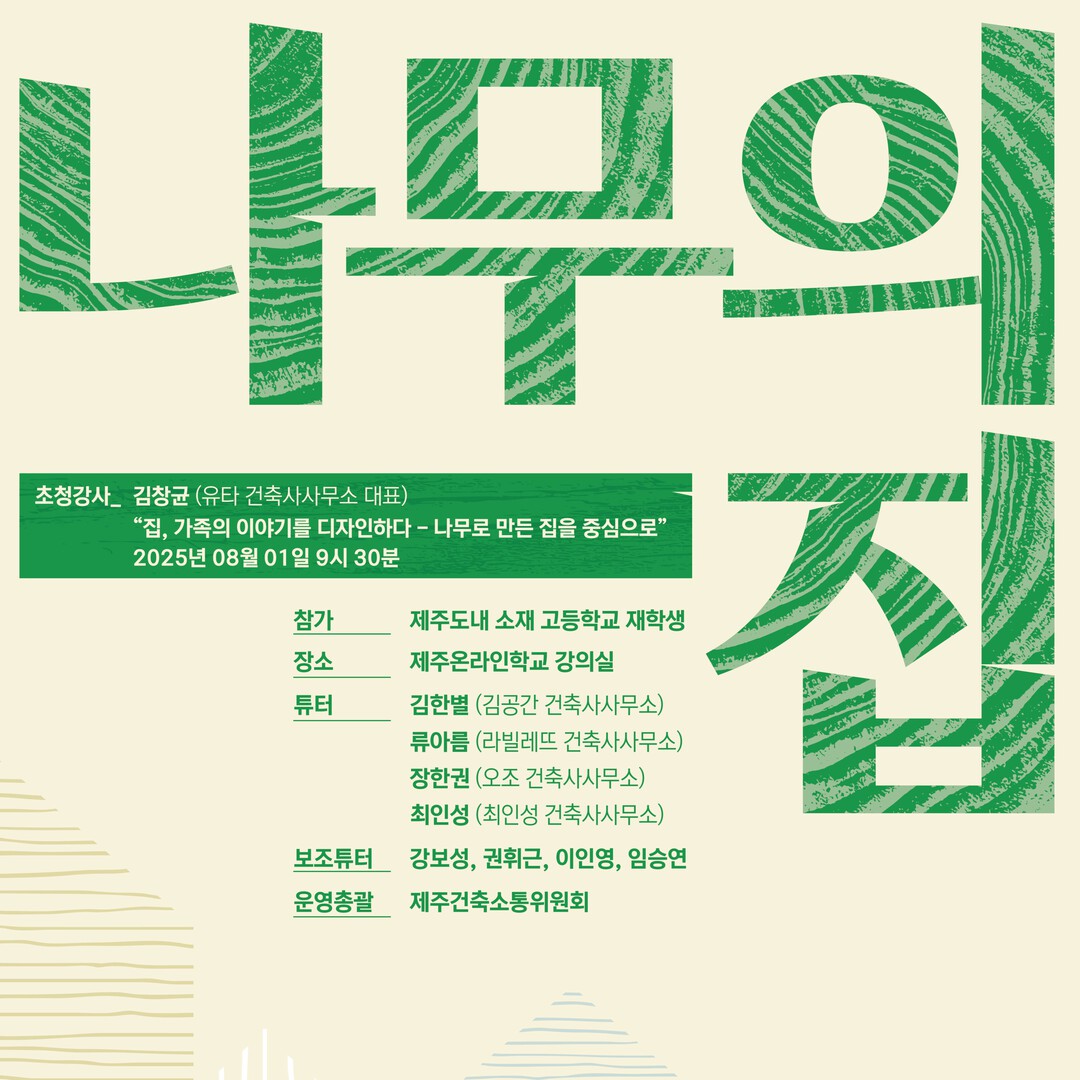 나무의
집
초청강사_ 김창균 (유타 건축사사무소 대표)
“집, 가족의 이야기를 디자인하다 – 나무로 만든 집을 중심으로”
2025년 08월 01일 9시 30분
참가 제주도내 소재 고등학교 재학생
장소 제주온라인학교 강의실
튜터 김한별 (김공간 건축사사무소)
류아름 (라빌레뜨 건축사사무소)
장한권 (오조 건축사사무소)
최인성 (최인성 건축사사무소)
보조튜터 강보성, 권휘근, 이인영, 임승연
운영총괄 제주건축소통위원회